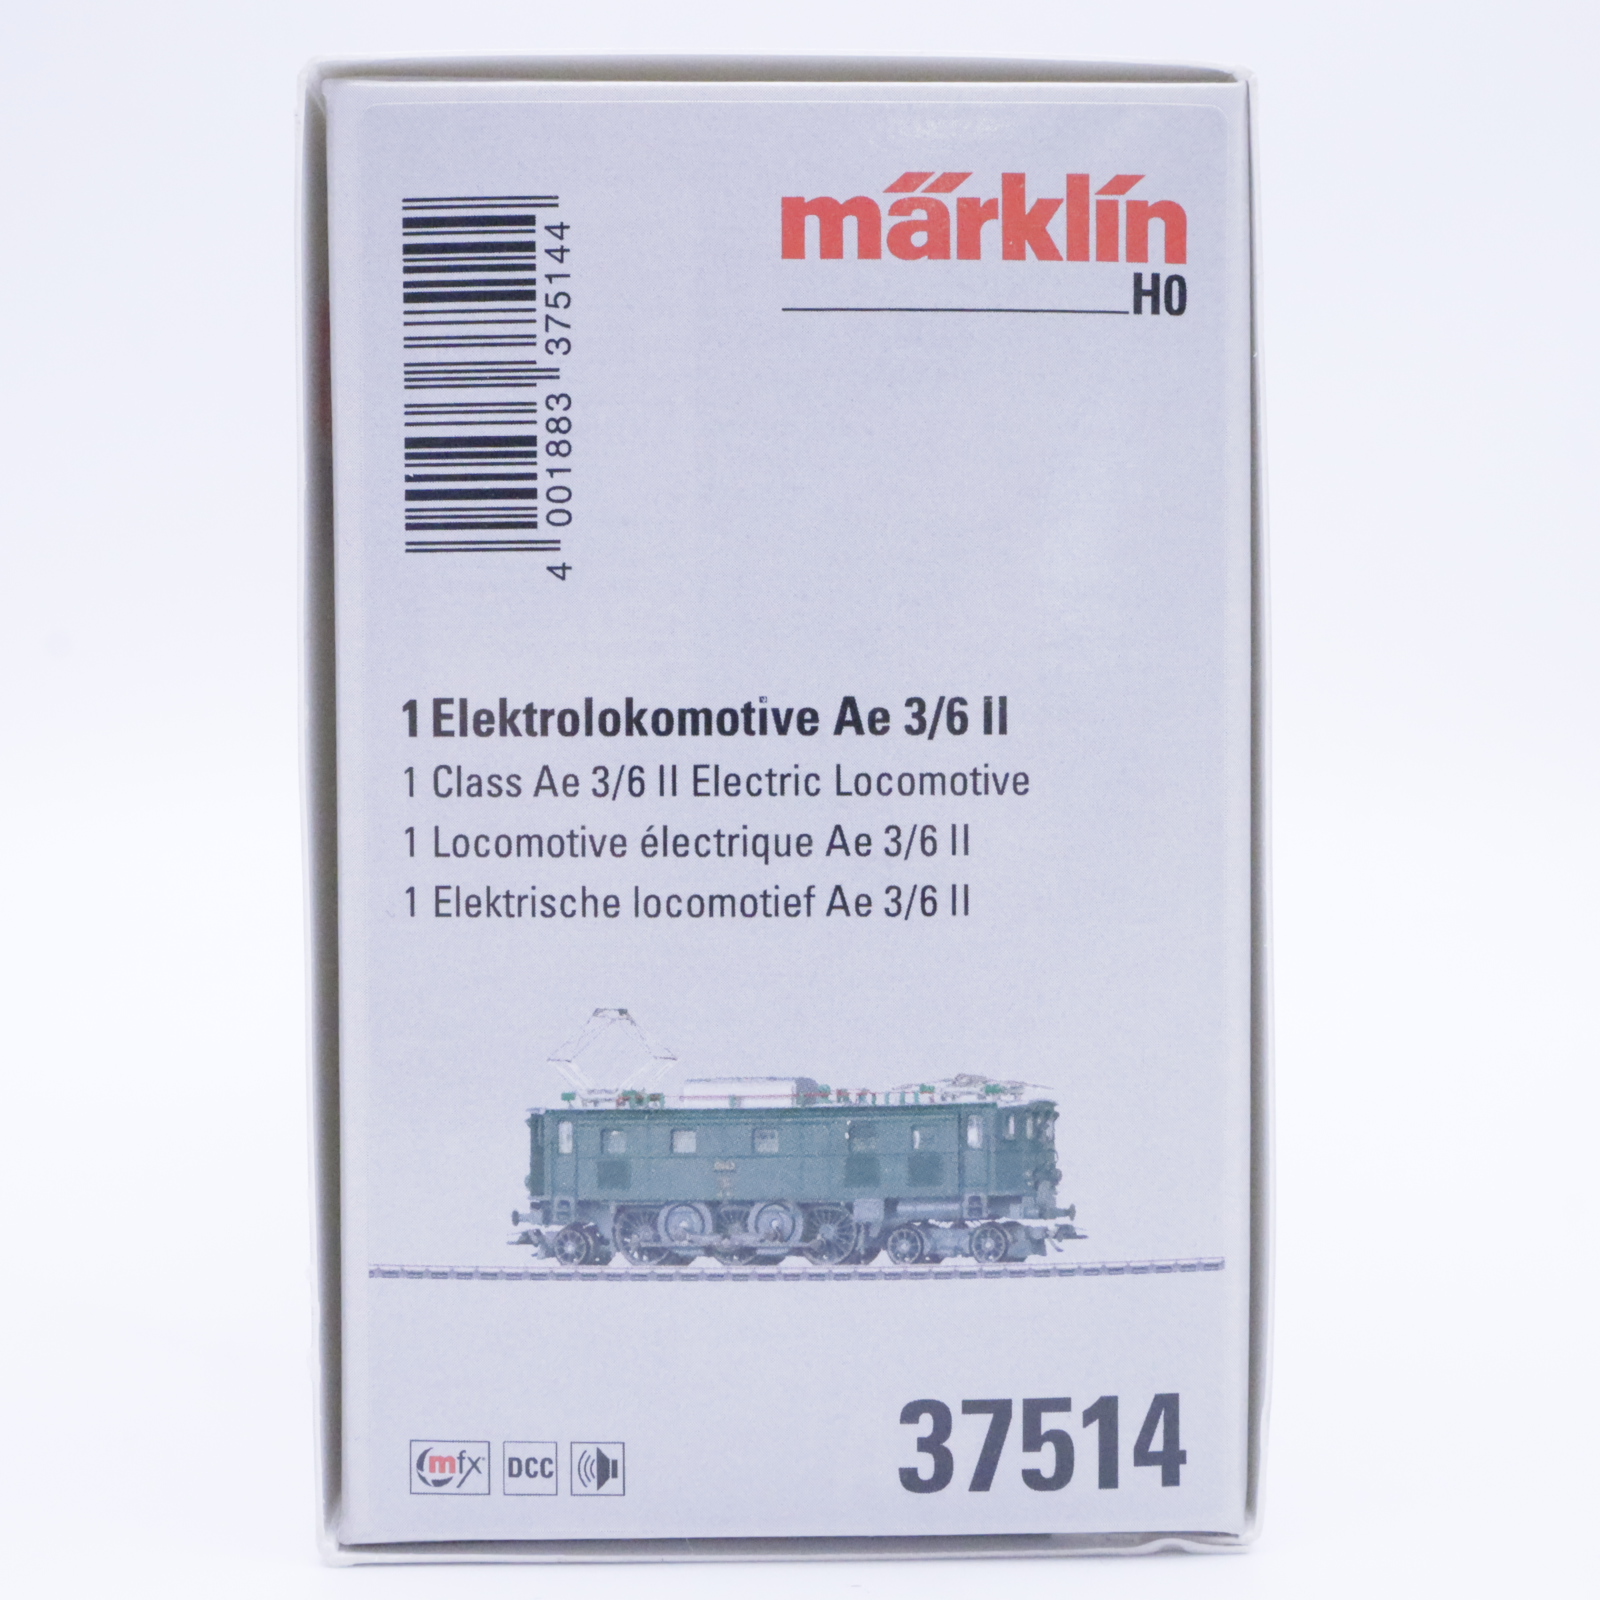 märklín
H0
4 001883 375144
1 Elektrolokomotive Ae 3/6 II
1 Class Ae 3/6 II Electric Locomotive
1 Locomotive électrique Ae 3/6 II
1 Elektrische locomotief Ae 3/6 II
mfx
DCC
37514